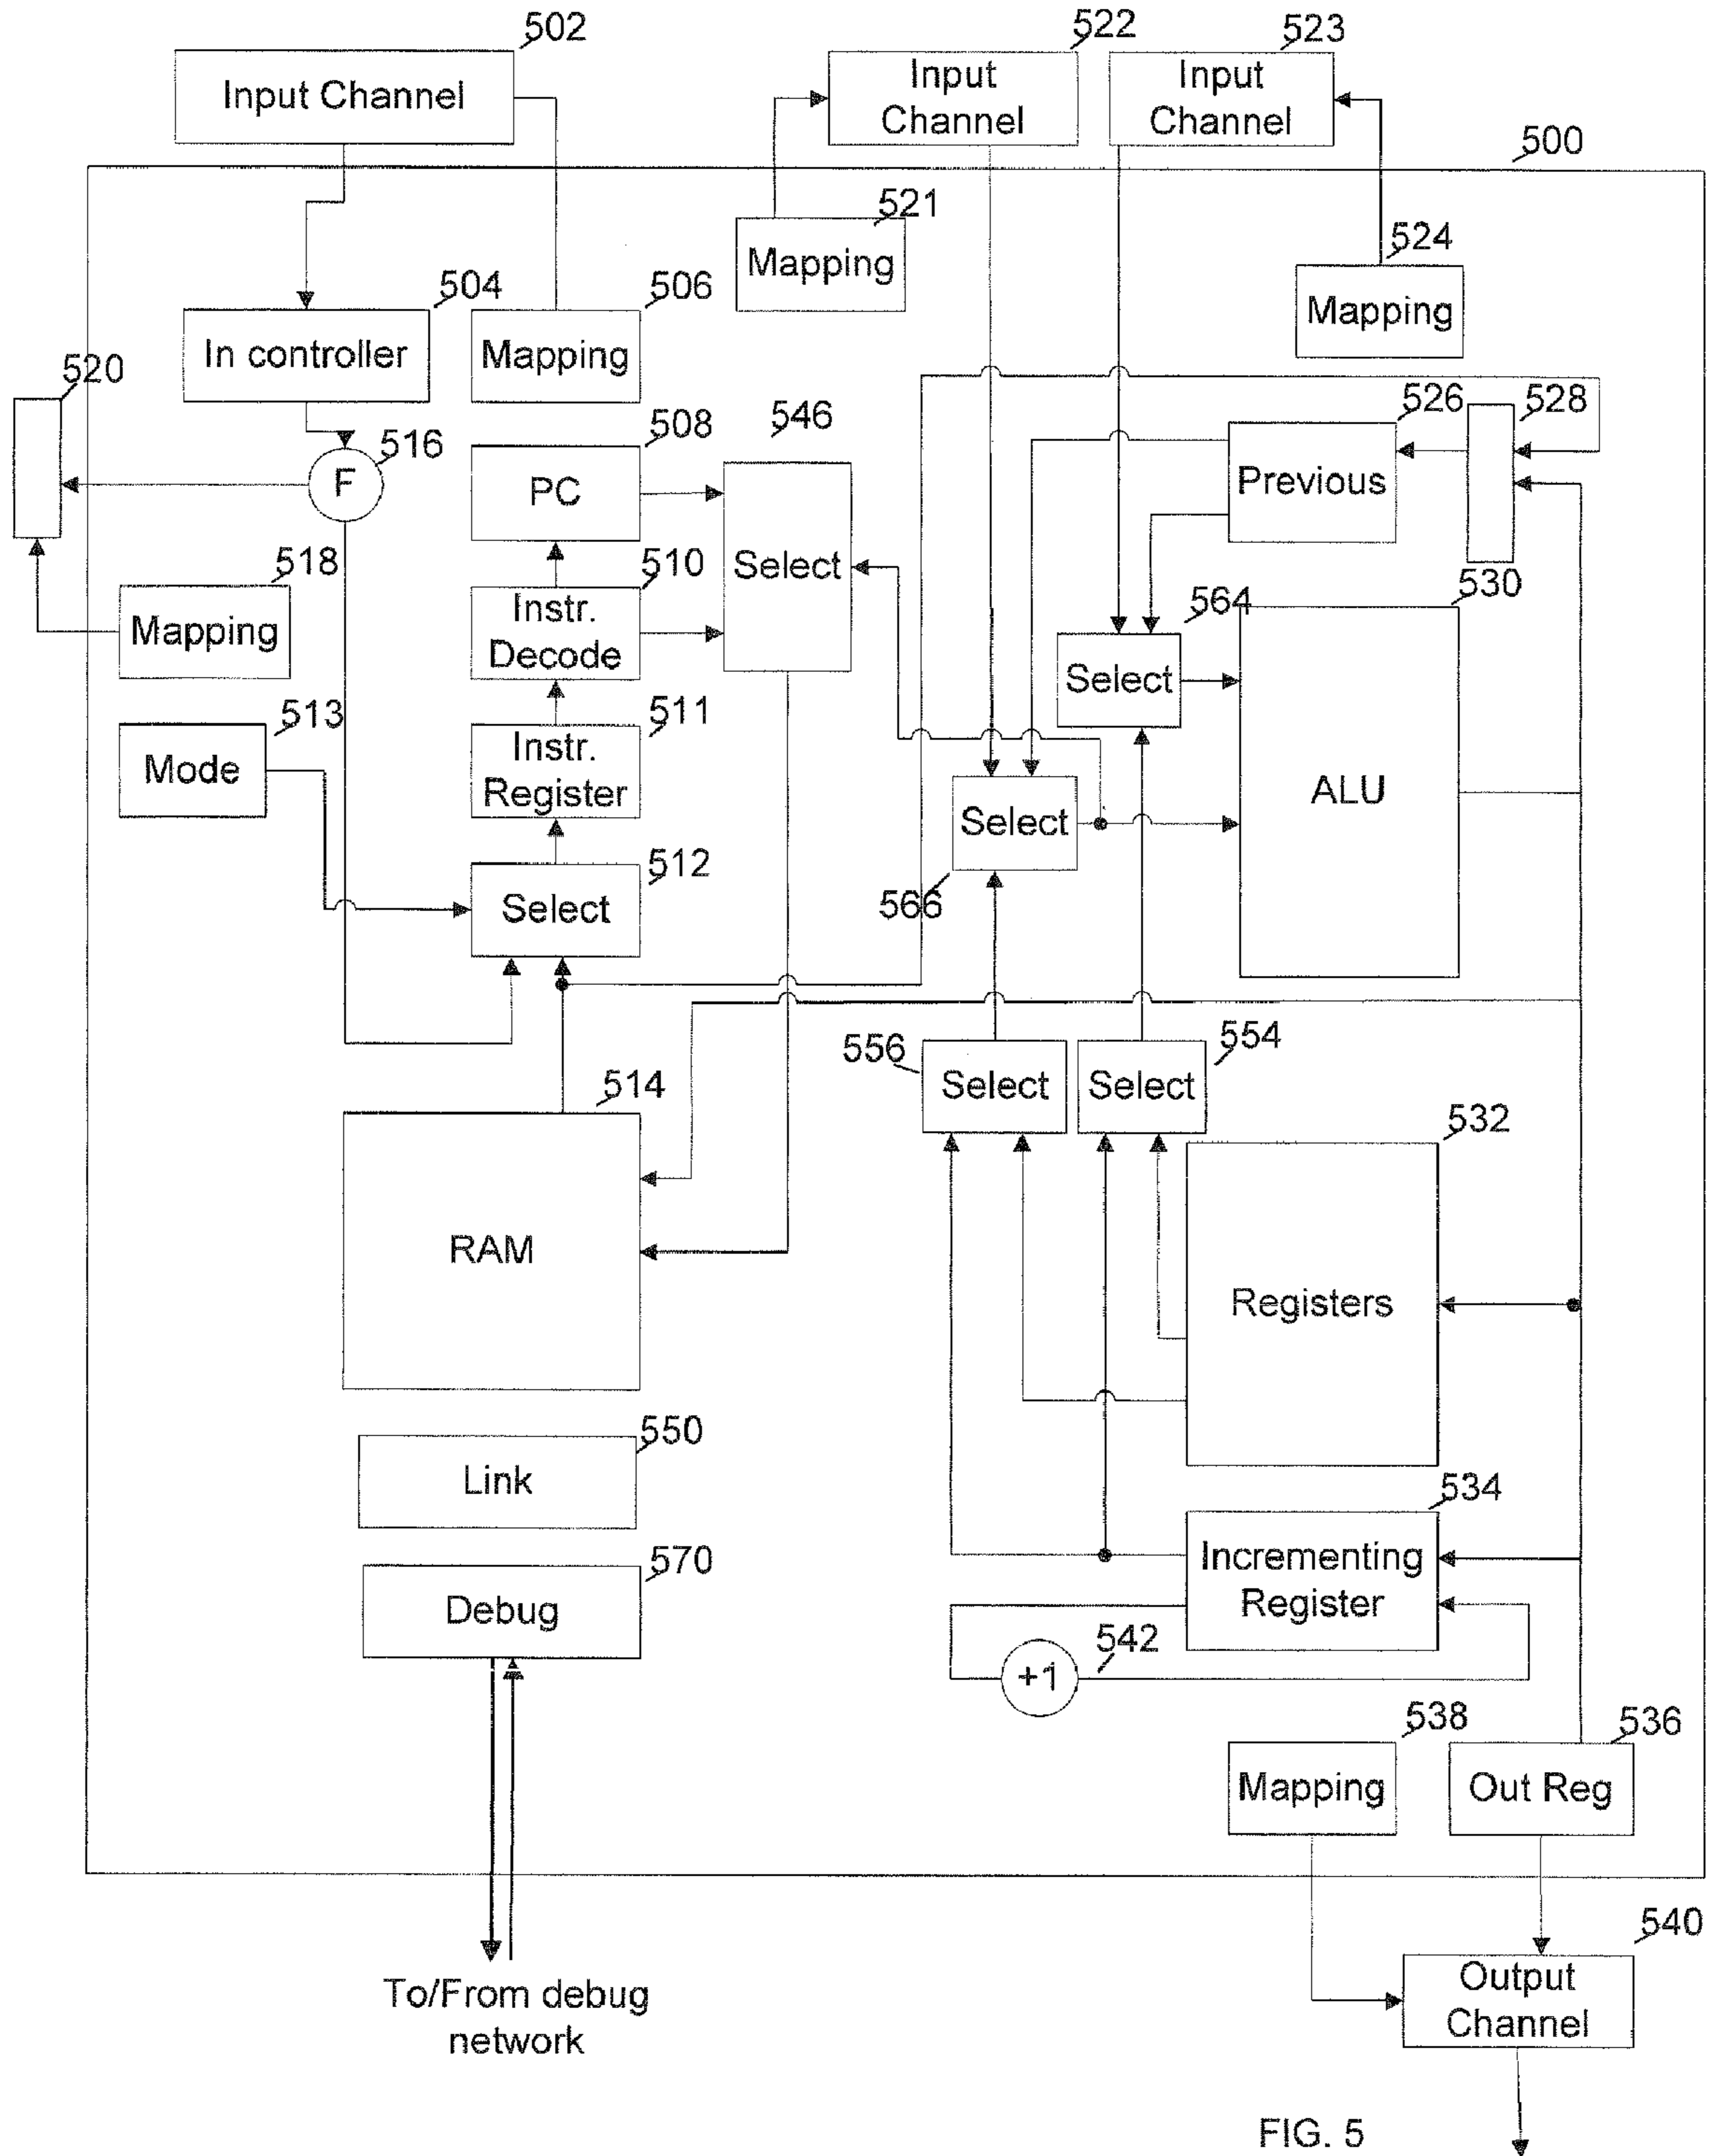 502
Input Channel
522
Input
Channel
523
Input
Channel
500
521
Mapping
524
Mapping
504
In controller
506
Mapping
520
516
F
508
PC
546
Select
526
Previous
528
518
Mapping
510
Instr.
Decode
530
564
Select
ALU
513
Mode
511
Instr.
Register
566
Select
512
Select
514
RAM
556
Select
554
Select
532
Registers
550
Link
534
Incrementing
Register
570
Debug
542
+1
538
Mapping
536
Out Reg
To/From debug
network
540
Output
Channel
FIG. 5